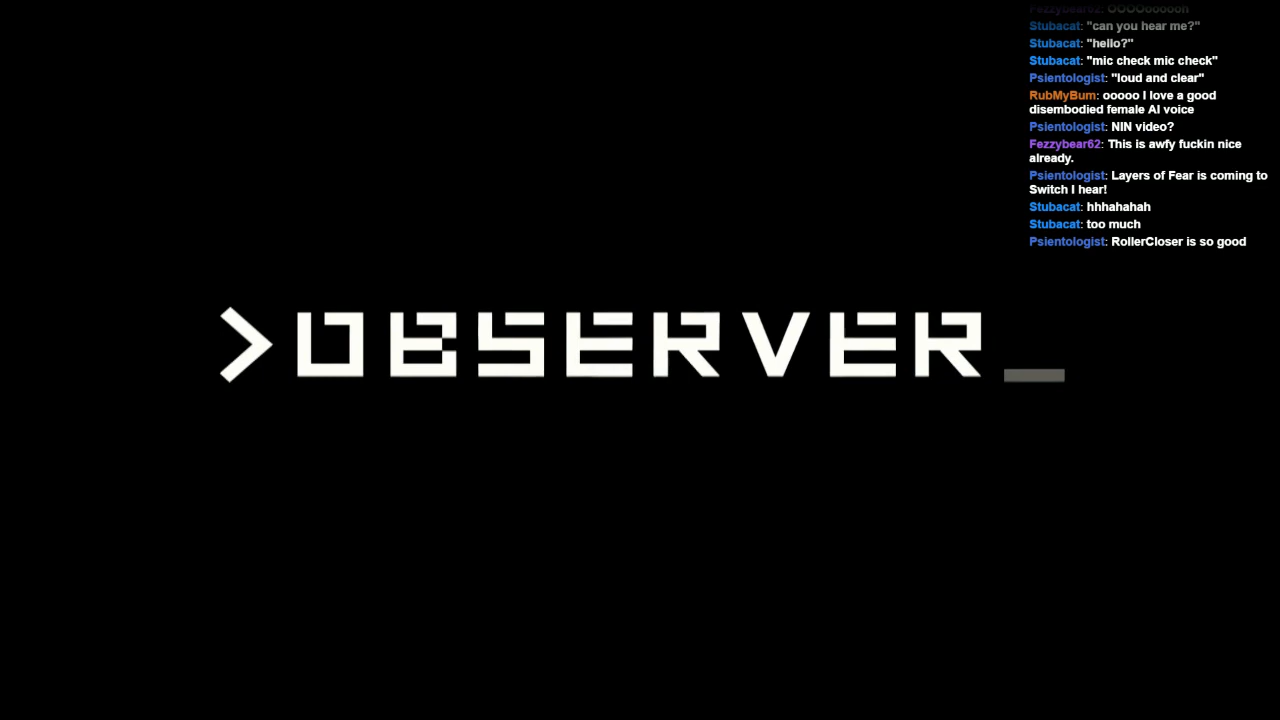 Fezzybear62: OOOOoooooh
Stubacat: "can you hear me?"
Stubacat: "hello?"
Stubacat: "mic check mic check"
Psientologist: "loud and clear"
RubMyBum: ooooo I love a good
disembodied female AI voice
Psientologist: NIN video?
Fezzybear62: This is awfy fuckin nice
already.
Psientologist: Layers of Fear is coming to
Switch I hear!
Stubacat: hhhahahah
Stubacat: too much
Psientologist: RollerCloser is so good
>OBSERVER_